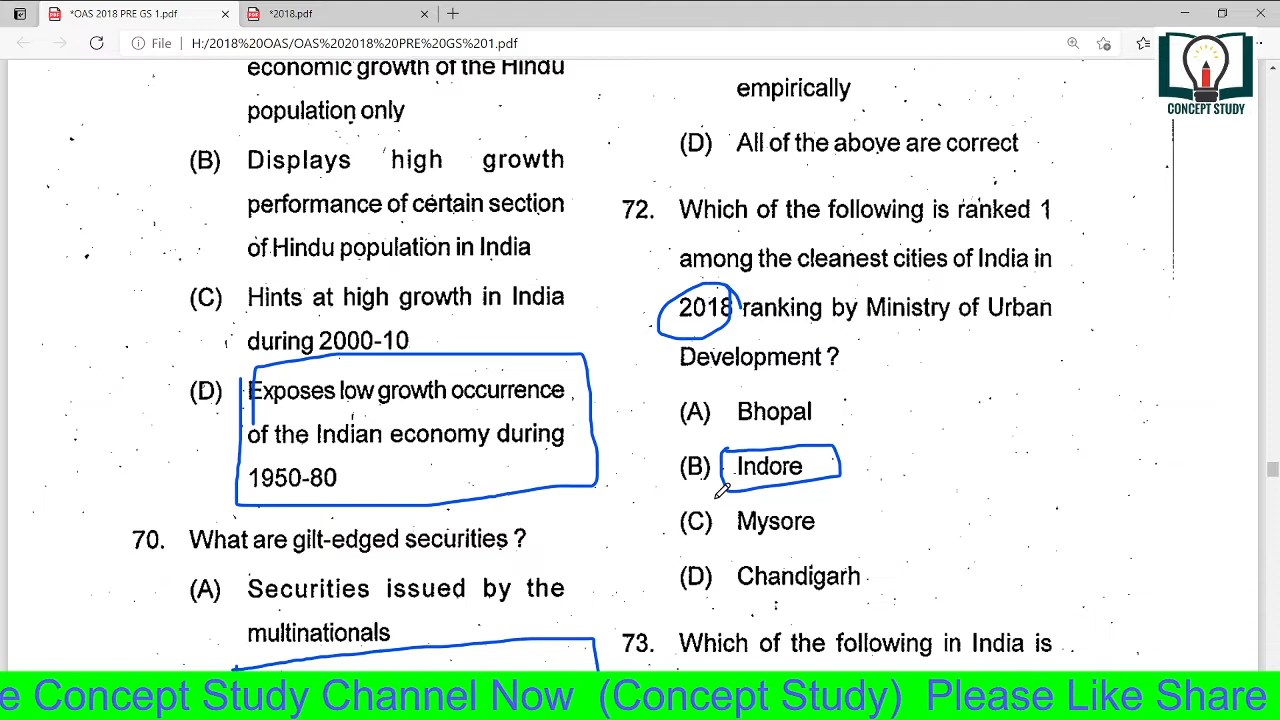 *OAS 2018 PRE GS 1.pdf
*2018.pdf
File
H:/2018%20OAS/OAS%202018%20PRE%20GS%201.pdf
CONCEPT STUDY
economic growth of the Hindu
population only
(B) Displays high growth
performance of certain section
of Hindu population in India
(C) Hints at high growth in India
during 2000-10
(D) Exposes low growth occurrence
of the Indian economy during
1950-80
70. What are gilt-edged securities ?
(A) Securities issued by the
multinationals
empirically
(D) All of the above are correct
72. Which of the following is ranked 1
among the cleanest cities of India in
2018 ranking by Ministry of Urban
Development ?
(A) Bhopal
(B) Indore
(C) Mysore
(D) Chandigarh
73. Which of the following in India is
e Concept Study Channel Now (Concept Study) Please Like Share